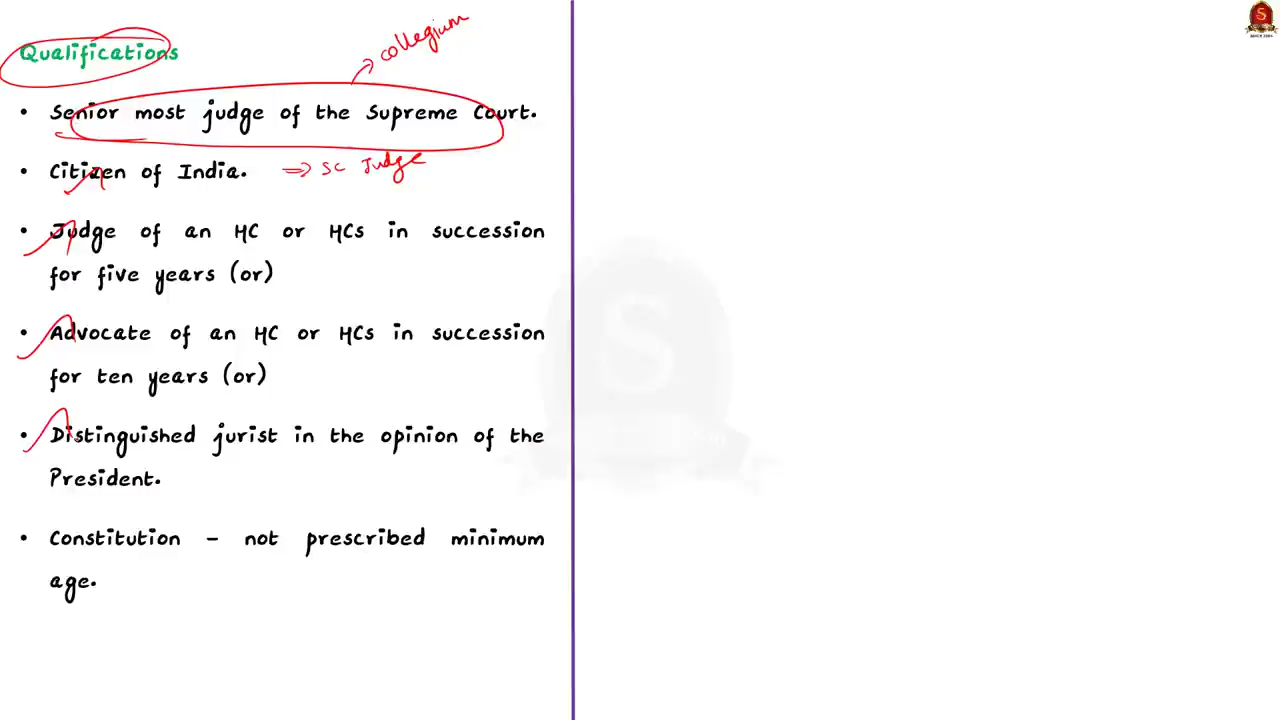 Qualifications
collegium
• Senior most judge of the Supreme Court.
• Citizen of India. ⇒ SC Judge
• Judge of an HC or HCs in succession
for five years (or)
• Advocate of an HC or HCs in succession
for ten years (or)
• Distinguished jurist in the opinion of the
President.
• Constitution - not prescribed minimum
age.
S